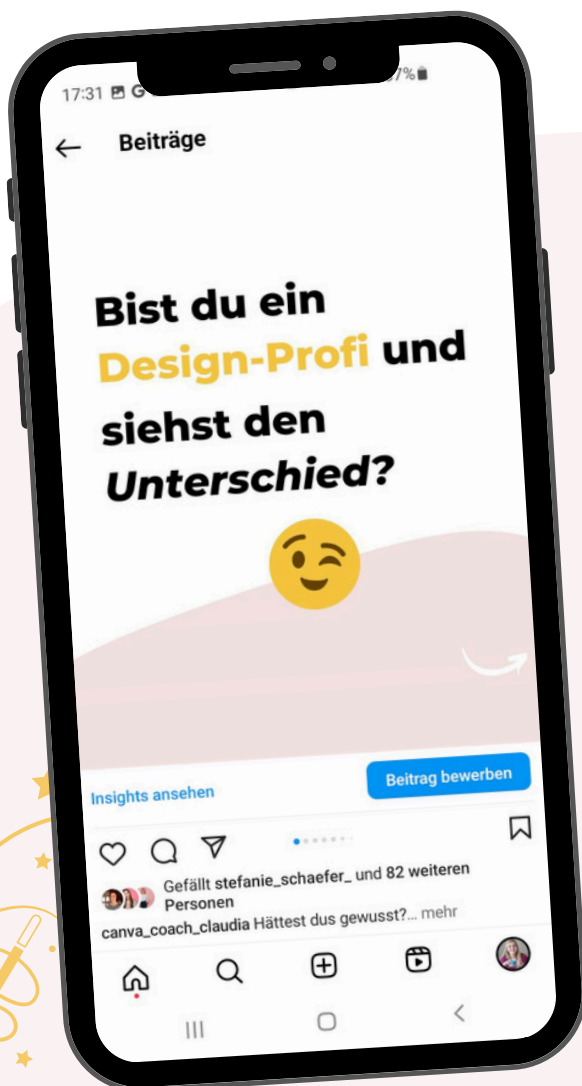 17:31
Beiträge
Bist du ein
Design-Profi und
siehst den
Unterschied?
Insights ansehen
Beitrag bewerben
Gefällt stefanie_schaefer_ und 82 weiteren
Personen
canva_coach_claudia Hättest dus gewusst?... mehr